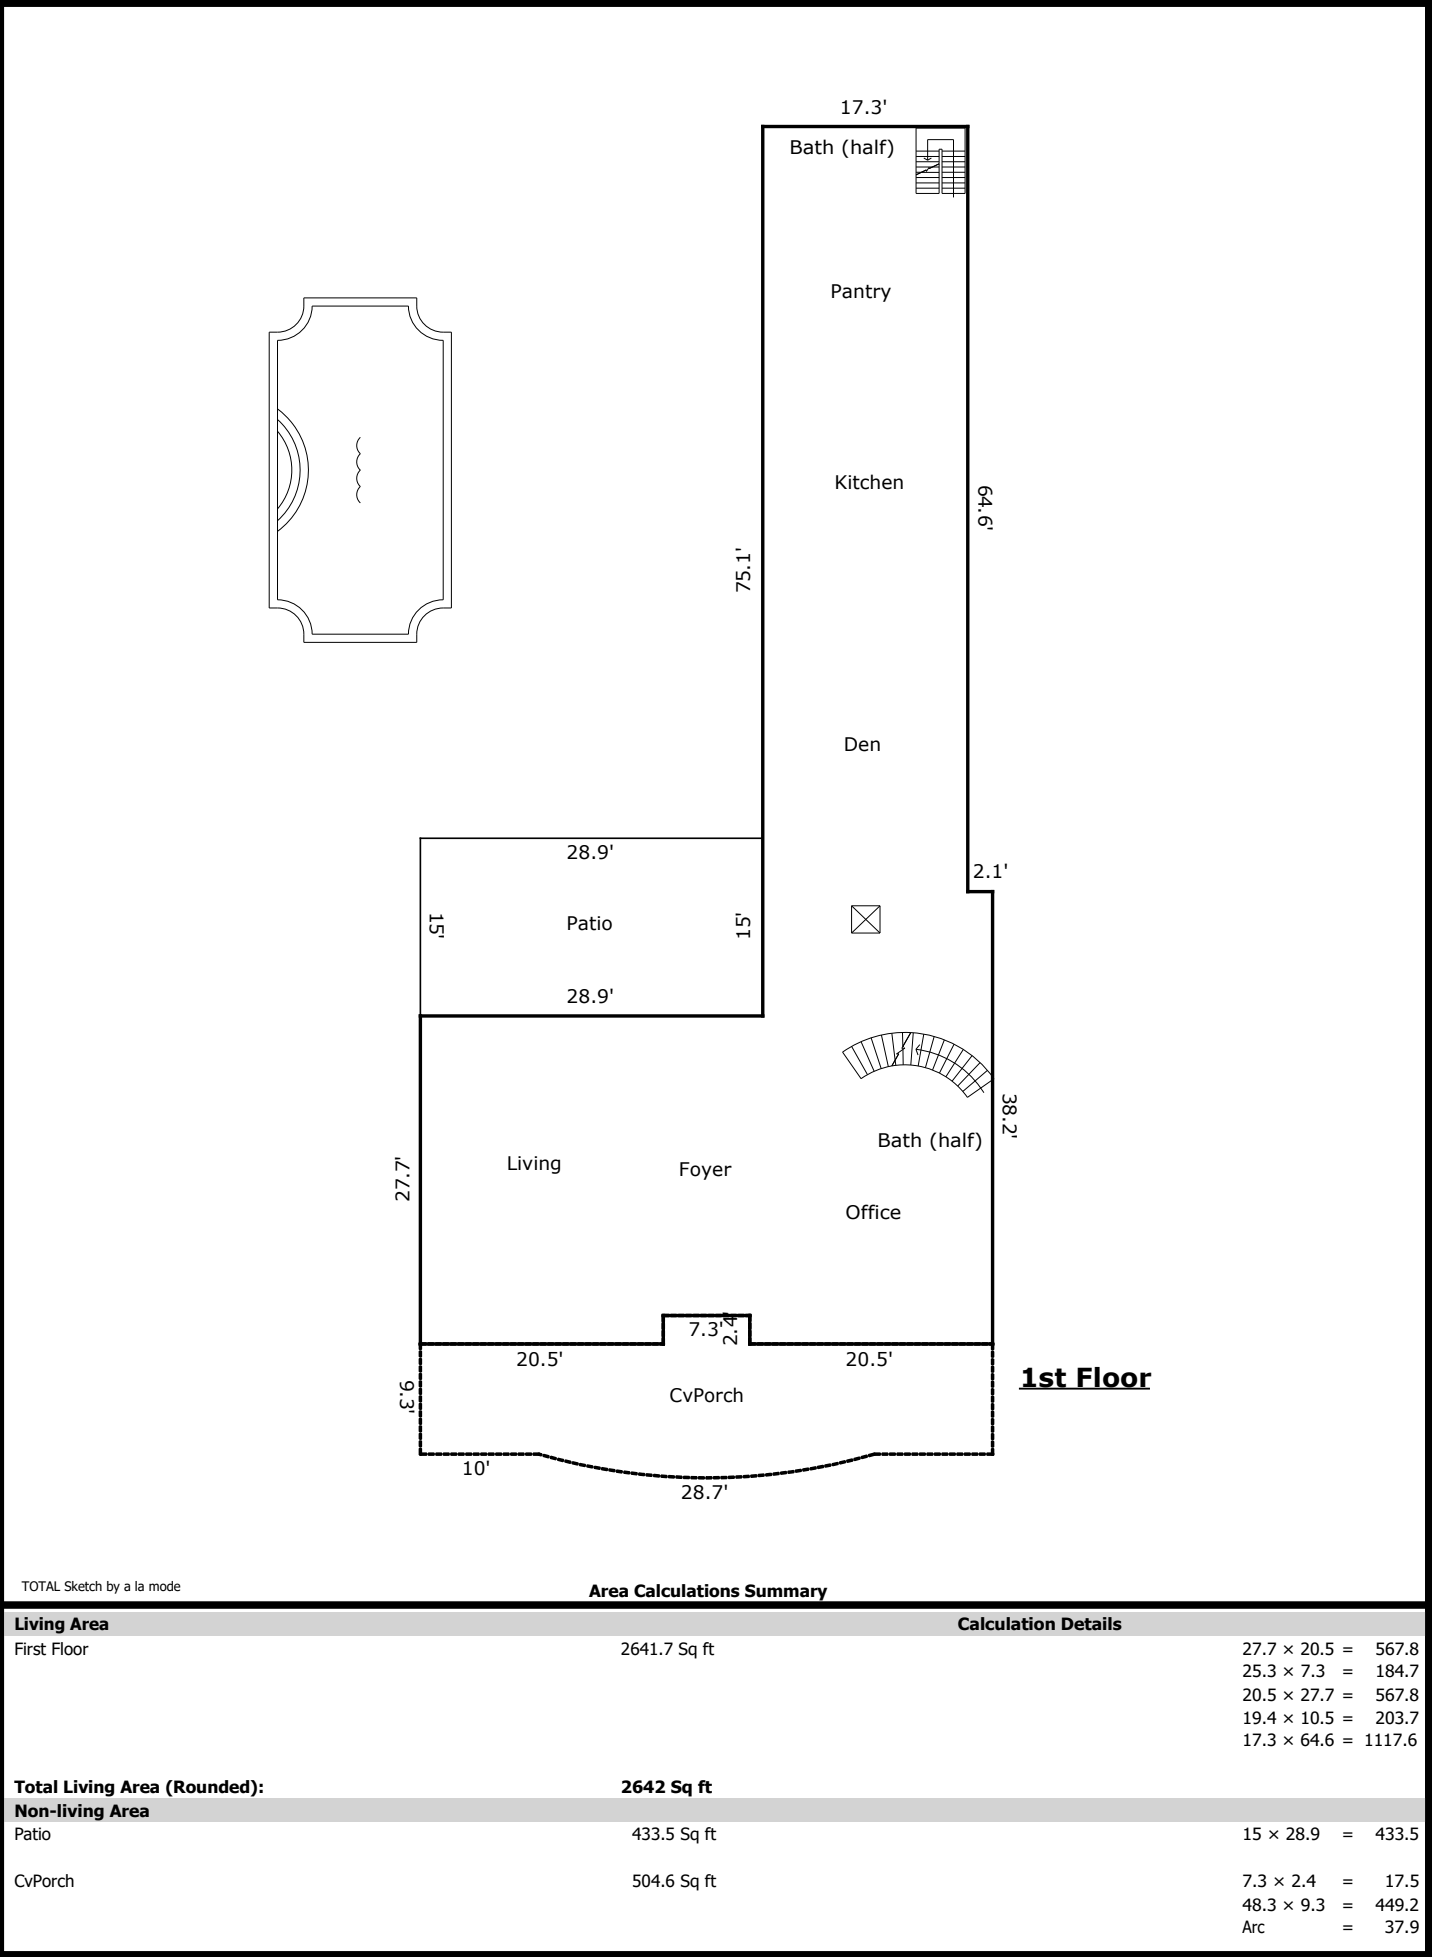 17.3'
Bath (half)
Pantry
Kitchen
64.6'
75.1'
Den
28.9'
2.1'
15'
Patio
15'
28.9'
38.2'
Bath (half)
Living
Foyer
27.7'
Office
7.3'
2.4'
20.5'
20.5'
1st Floor
9.3'
CvPorch
10'
28.7'
TOTAL Sketch by a la mode
Area Calculations Summary
Living Area Calculation Details
First Floor 2641.7 Sq ft 27.7 × 20.5 = 567.8
25.3 × 7.3 = 184.7
20.5 × 27.7 = 567.8
19.4 × 10.5 = 203.7
17.3 × 64.6 = 1117.6
Total Living Area (Rounded): 2642 Sq ft
Non-living Area
Patio 433.5 Sq ft 15 × 28.9 = 433.5
CvPorch 504.6 Sq ft 7.3 × 2.4 = 17.5
48.3 × 9.3 = 449.2
Arc = 37.9